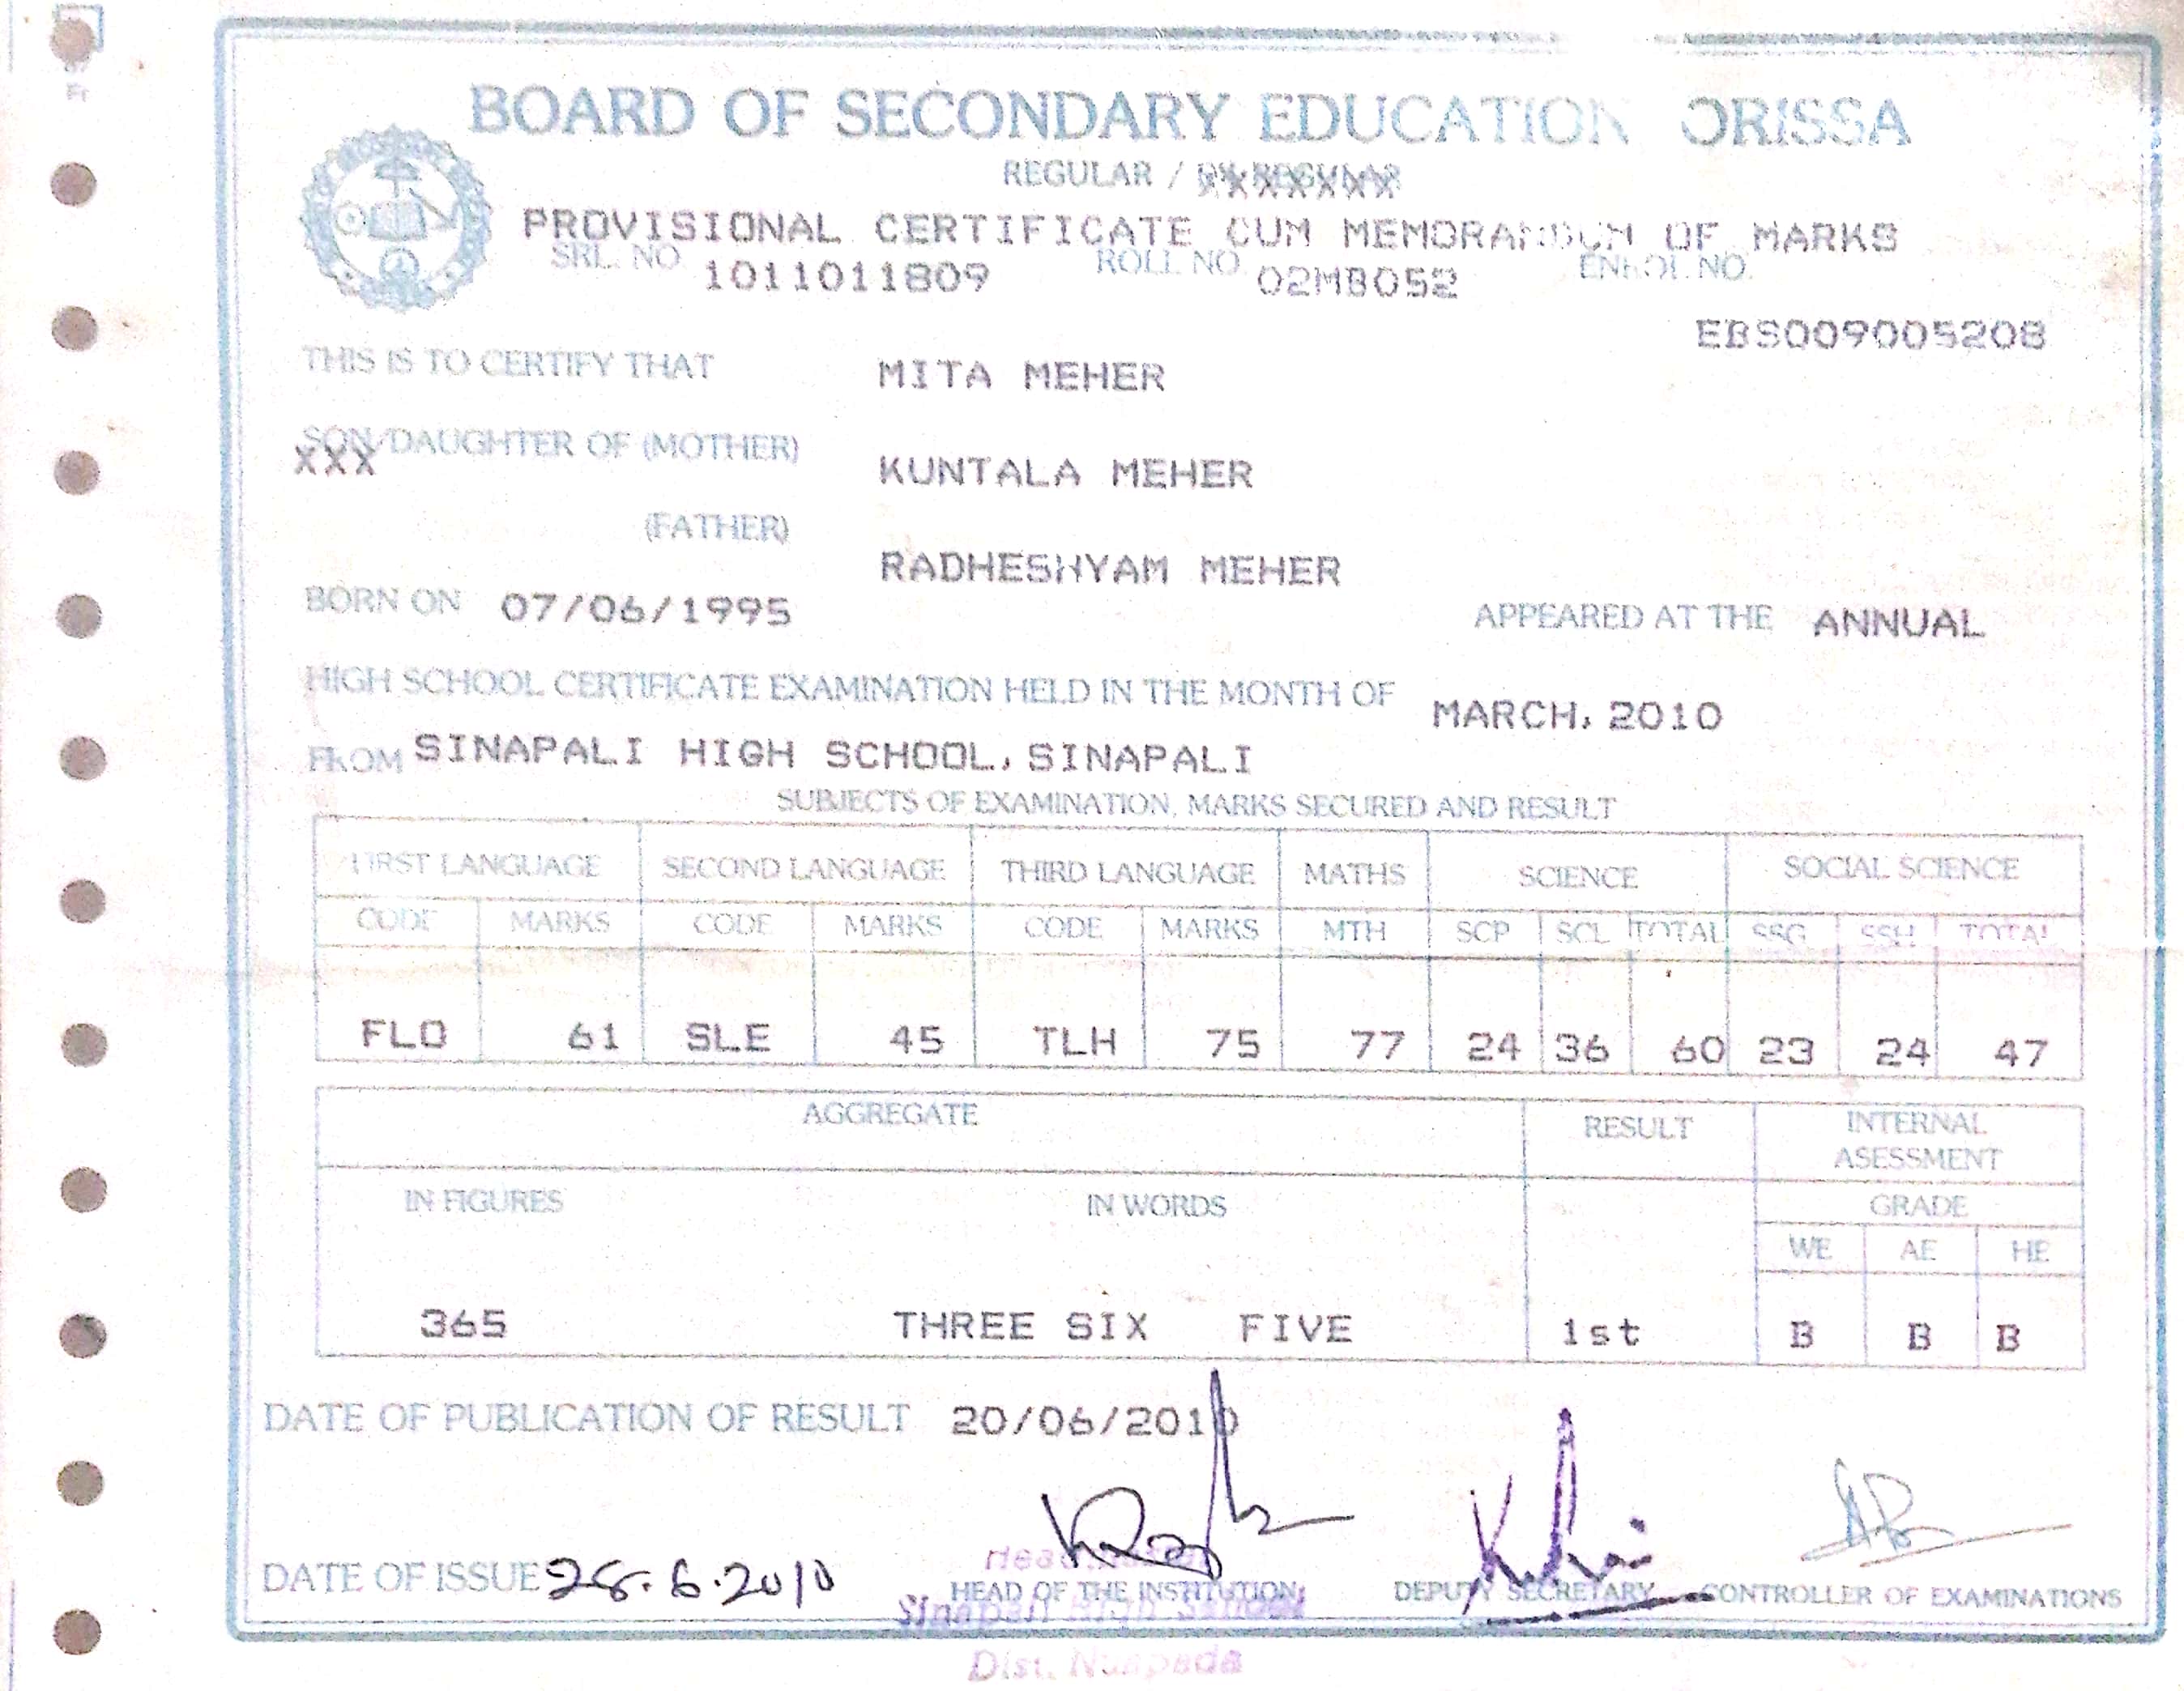 BOARD OF SECONDARY EDUCATION ORISSA
REGULAR /
PROVISIONAL CERTIFICATE CUM MEMORANDUM OF MARKS
SRL. NO 1011011809 ROLL NO 02MB052 ENROL NO.
EBS009005208
THIS IS TO CERTIFY THAT MITA MEHER
SON/DAUGHTER OF (MOTHER) KUNTALA MEHER
XXX
(FATHER) RADHESHYAM MEHER
BORN ON 07/06/1995 APPEARED AT THE ANNUAL
HIGH SCHOOL CERTIFICATE EXAMINATION HELD IN THE MONTH OF MARCH, 2010
FROM SINAPALI HIGH SCHOOL, SINAPALI
SUBJECTS OF EXAMINATION, MARKS SECURED AND RESULT
FIRST LANGUAGE SECOND LANGUAGE THIRD LANGUAGE MATHS SCIENCE SOCIAL SCIENCE
CODE MARKS CODE MARKS CODE MARKS MTH SCP SCL TOTAL SSG SSH TOTAL
FLO 61 SLE 45 TLH 75 77 24 36 60 23 24 47
AGGREGATE RESULT INTERNAL
ASESSMENT
IN FIGURES IN WORDS GRADE
WE AE HE
365 THREE SIX FIVE 1st B B B
DATE OF PUBLICATION OF RESULT 20/06/2010
DATE OF ISSUE 28.6.2010
HEAD OF THE INSTITUTION DEPUTY SECRETARY CONTROLLER OF EXAMINATIONS
Sinapali High School
Dist. Nuapada